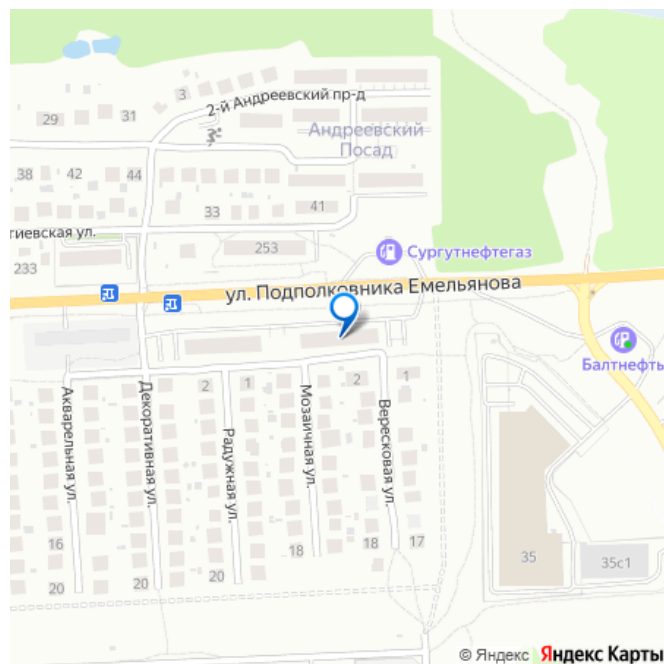 3
2-й Андреевский пр-д
29
31
Андреевский
Посад
38
42
44
33
41
гиевская ул.
253
233
Сургутнефтегаз
ул. Подполковника Емельянова
Балтнефть
Акварельная ул.
Декоративная ул.
2
Радужная ул.
1
Мозаичная ул.
2
Вересковая ул.
1
16
20
20
20
18
18
17
35
35с1
© Яндекс Яндекс Карты